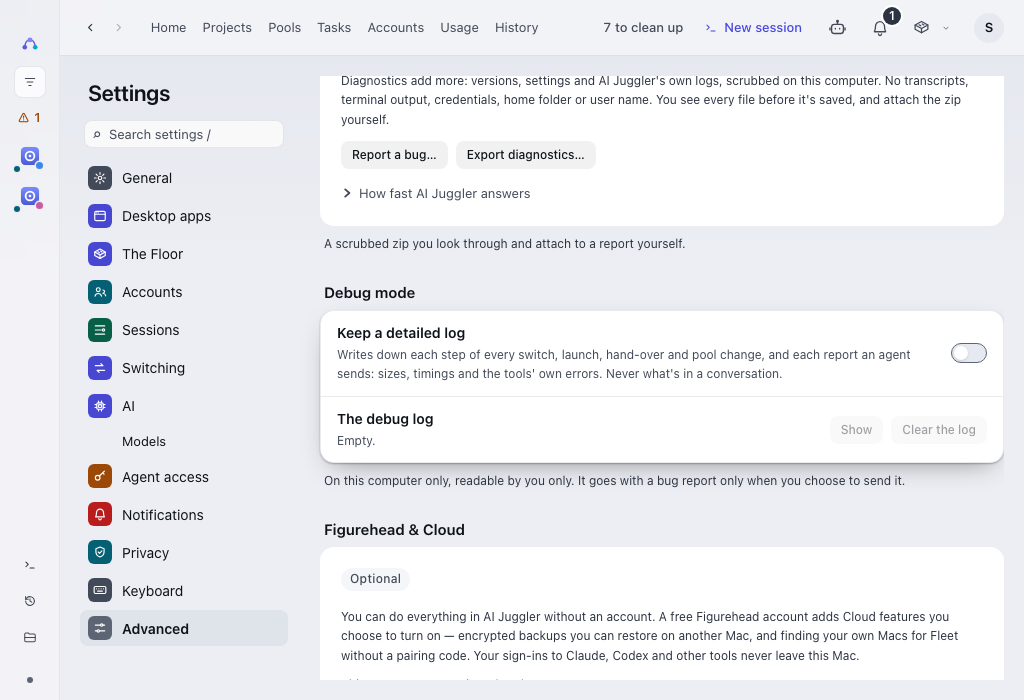 Home Projects Pools Tasks Accounts Usage History 7 to clean up New session 1 S
1
Settings
Search settings /
General
Desktop apps
The Floor
Accounts
Sessions
Switching
AI
Models
Agent access
Notifications
Privacy
Keyboard
Advanced
Diagnostics add more: versions, settings and AI Juggler's own logs, scrubbed on this computer. No transcripts,
terminal output, credentials, home folder or user name. You see every file before it's saved, and attach the zip
yourself.
Report a bug... Export diagnostics...
How fast AI Juggler answers
A scrubbed zip you look through and attach to a report yourself.
Debug mode
Keep a detailed log
Writes down each step of every switch, launch, hand-over and pool change, and each report an agent
sends: sizes, timings and the tools' own errors. Never what's in a conversation.
The debug log
Empty.
Show Clear the log
On this computer only, readable by you only. It goes with a bug report only when you choose to send it.
Figurehead & Cloud
Optional
You can do everything in AI Juggler without an account. A free Figurehead account adds Cloud features you
choose to turn on — encrypted backups you can restore on another Mac, and finding your own Macs for Fleet
without a pairing code. Your sign-ins to Claude, Codex and other tools never leave this Mac.